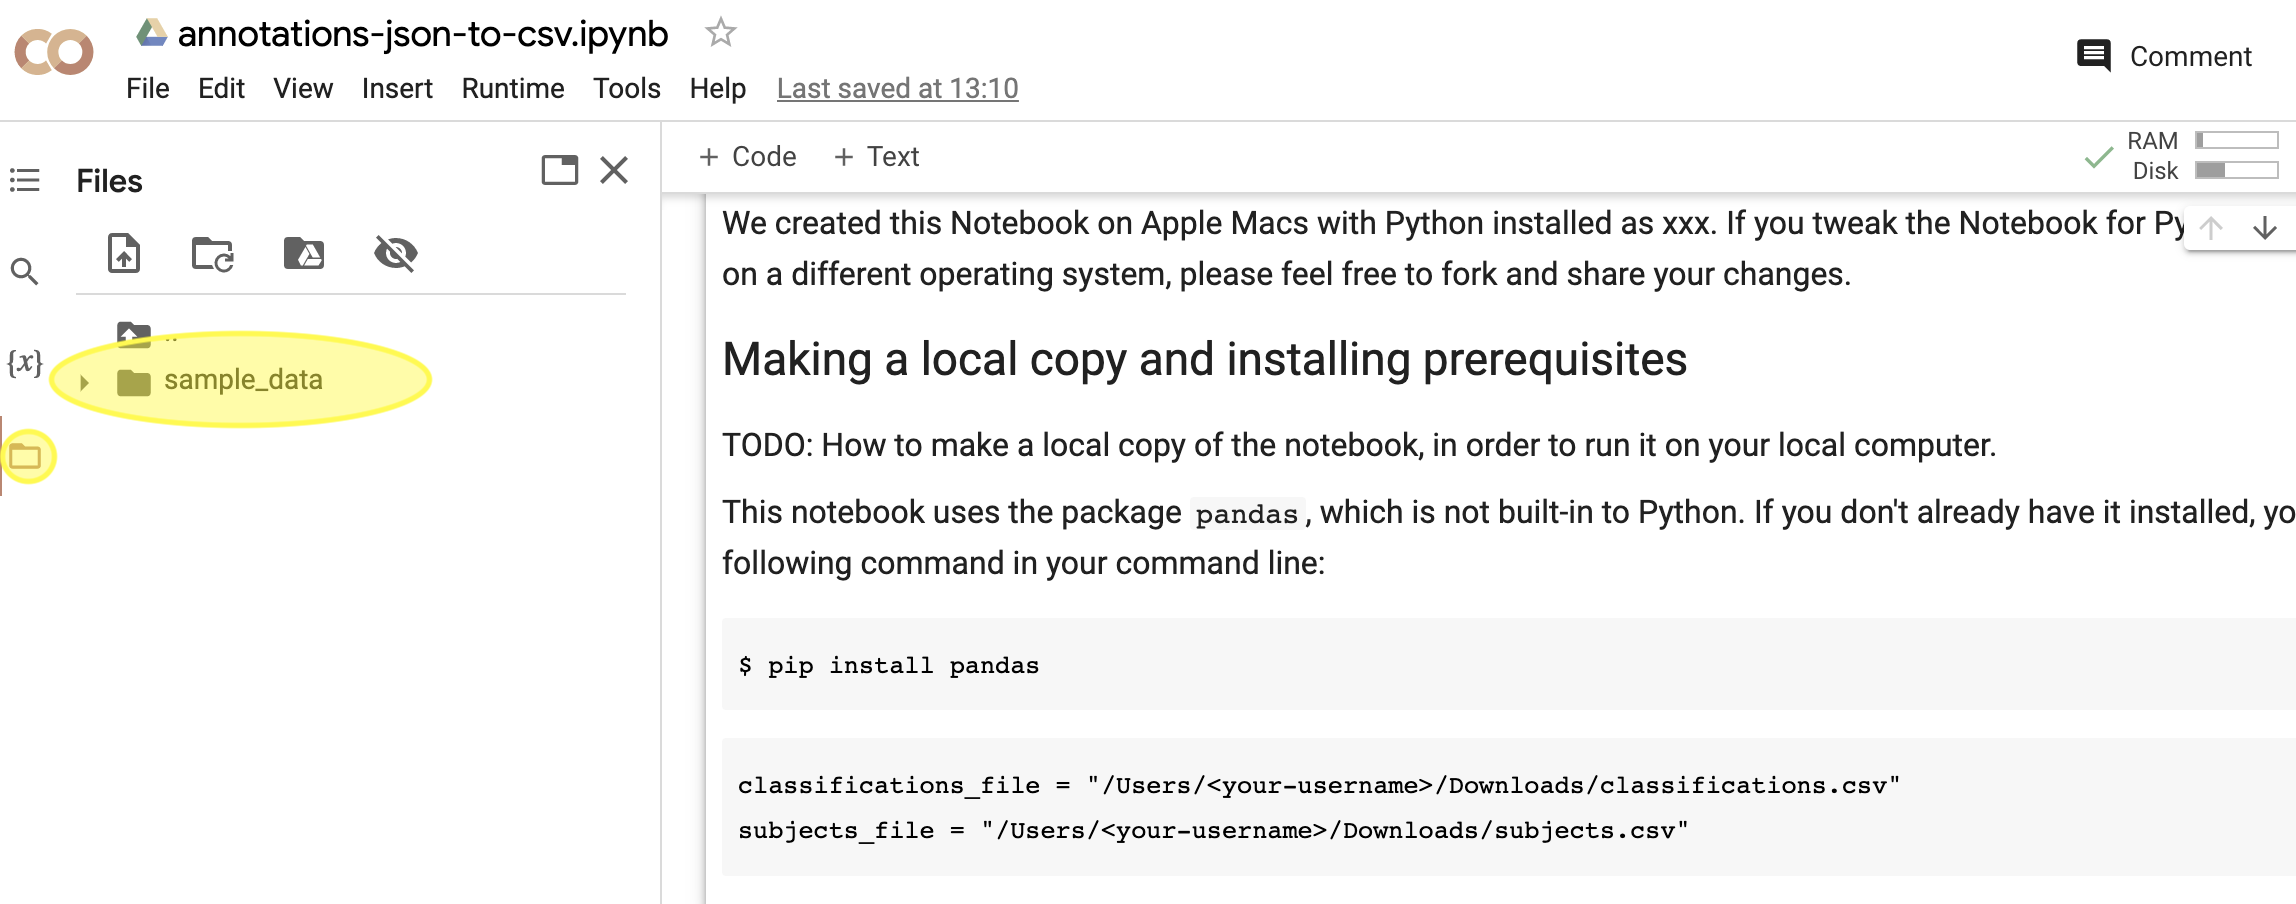 annotations-json-to-csv.ipynb
File Edit View Insert Runtime Tools Help Last saved at 13:10
Comment
Files
{x}
..
sample_data
+ Code + Text
RAM
Disk
We created this Notebook on Apple Macs with Python installed as xxx. If you tweak the Notebook for Py
on a different operating system, please feel free to fork and share your changes.
Making a local copy and installing prerequisites
TODO: How to make a local copy of the notebook, in order to run it on your local computer.
This notebook uses the package pandas, which is not built-in to Python. If you don't already have it installed, yo
following command in your command line:
$ pip install pandas
classifications_file = "/Users/<your-username>/Downloads/classifications.csv"
subjects_file = "/Users/<your-username>/Downloads/subjects.csv"